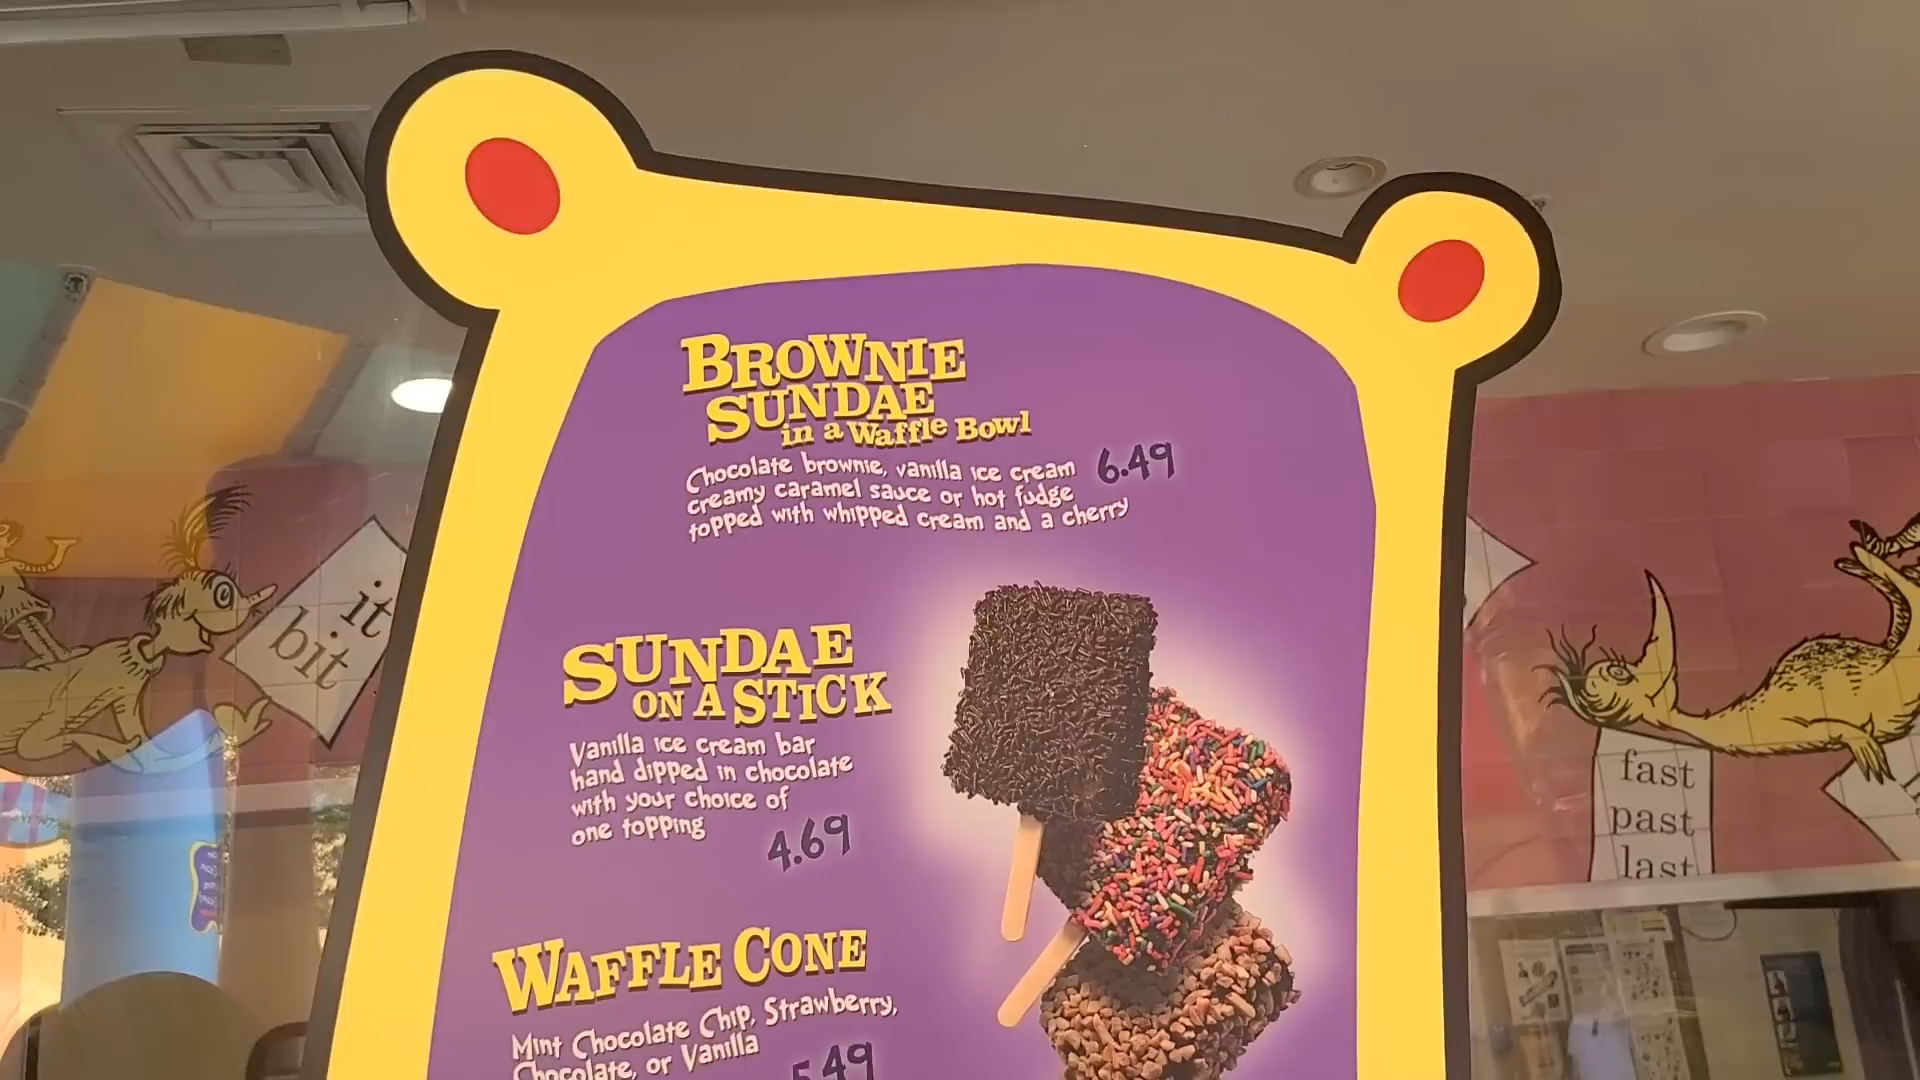 BROWNIE
SUNDAE
in a Waffle Bowl
Chocolate brownie, vanilla ice cream
creamy caramel sauce or hot fudge
topped with whipped cream and a cherry
6.49
SUNDAE
ON A STICK
Vanilla ice cream bar
hand dipped in chocolate
with your choice of
one topping
4.69
WAFFLE CONE
Mint Chocolate Chip, Strawberry,
Chocolate, or Vanilla
5.49
it
bit
fast
past
last